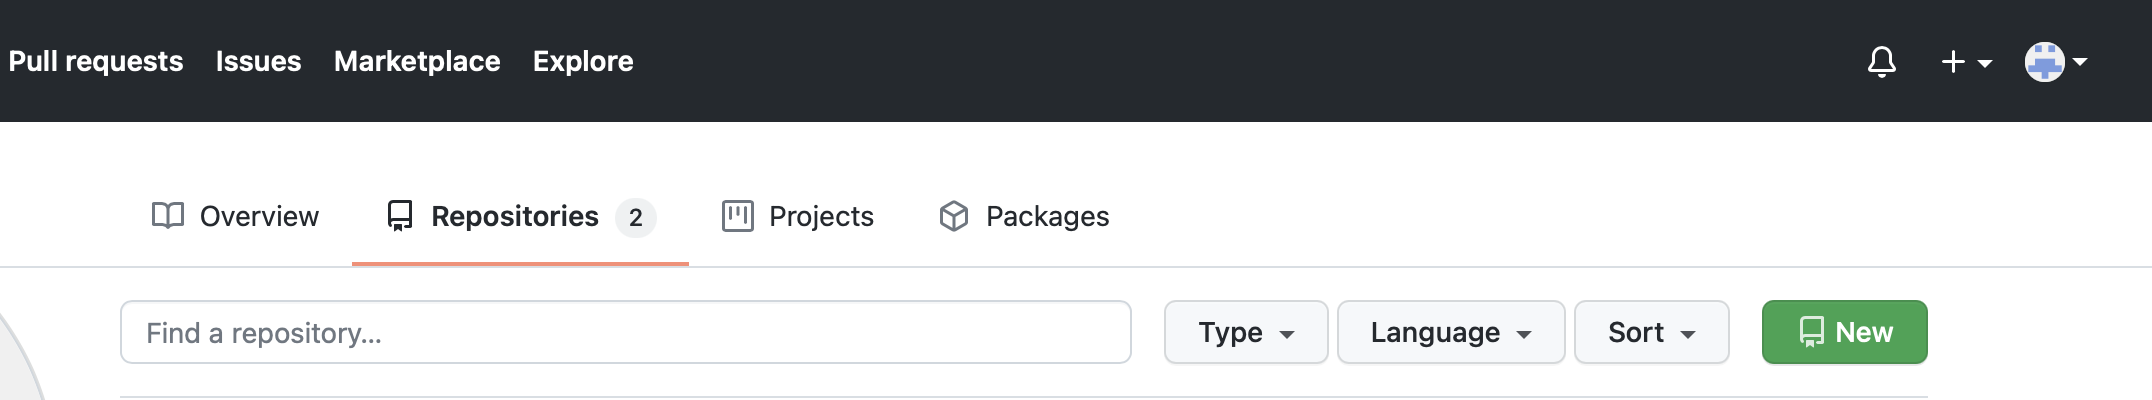 Pull requests Issues Marketplace Explore
Overview Repositories 2 Projects Packages
Find a repository... Type Language Sort New